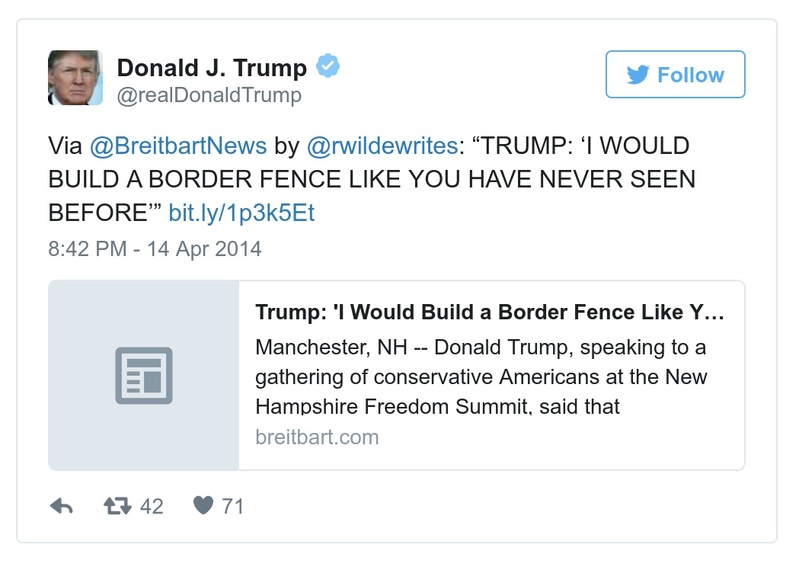 Donald J. Trump
@realDonaldTrump
Follow
Via @BreitbartNews by @rwildewrites: “TRUMP: ‘I WOULD
BUILD A BORDER FENCE LIKE YOU HAVE NEVER SEEN
BEFORE’” bit.ly/1p3k5Et
8:42 PM - 14 Apr 2014
Trump: 'I Would Build a Border Fence Like Y…
Manchester, NH -- Donald Trump, speaking to a
gathering of conservative Americans at the New
Hampshire Freedom Summit, said that
breitbart.com
42 71